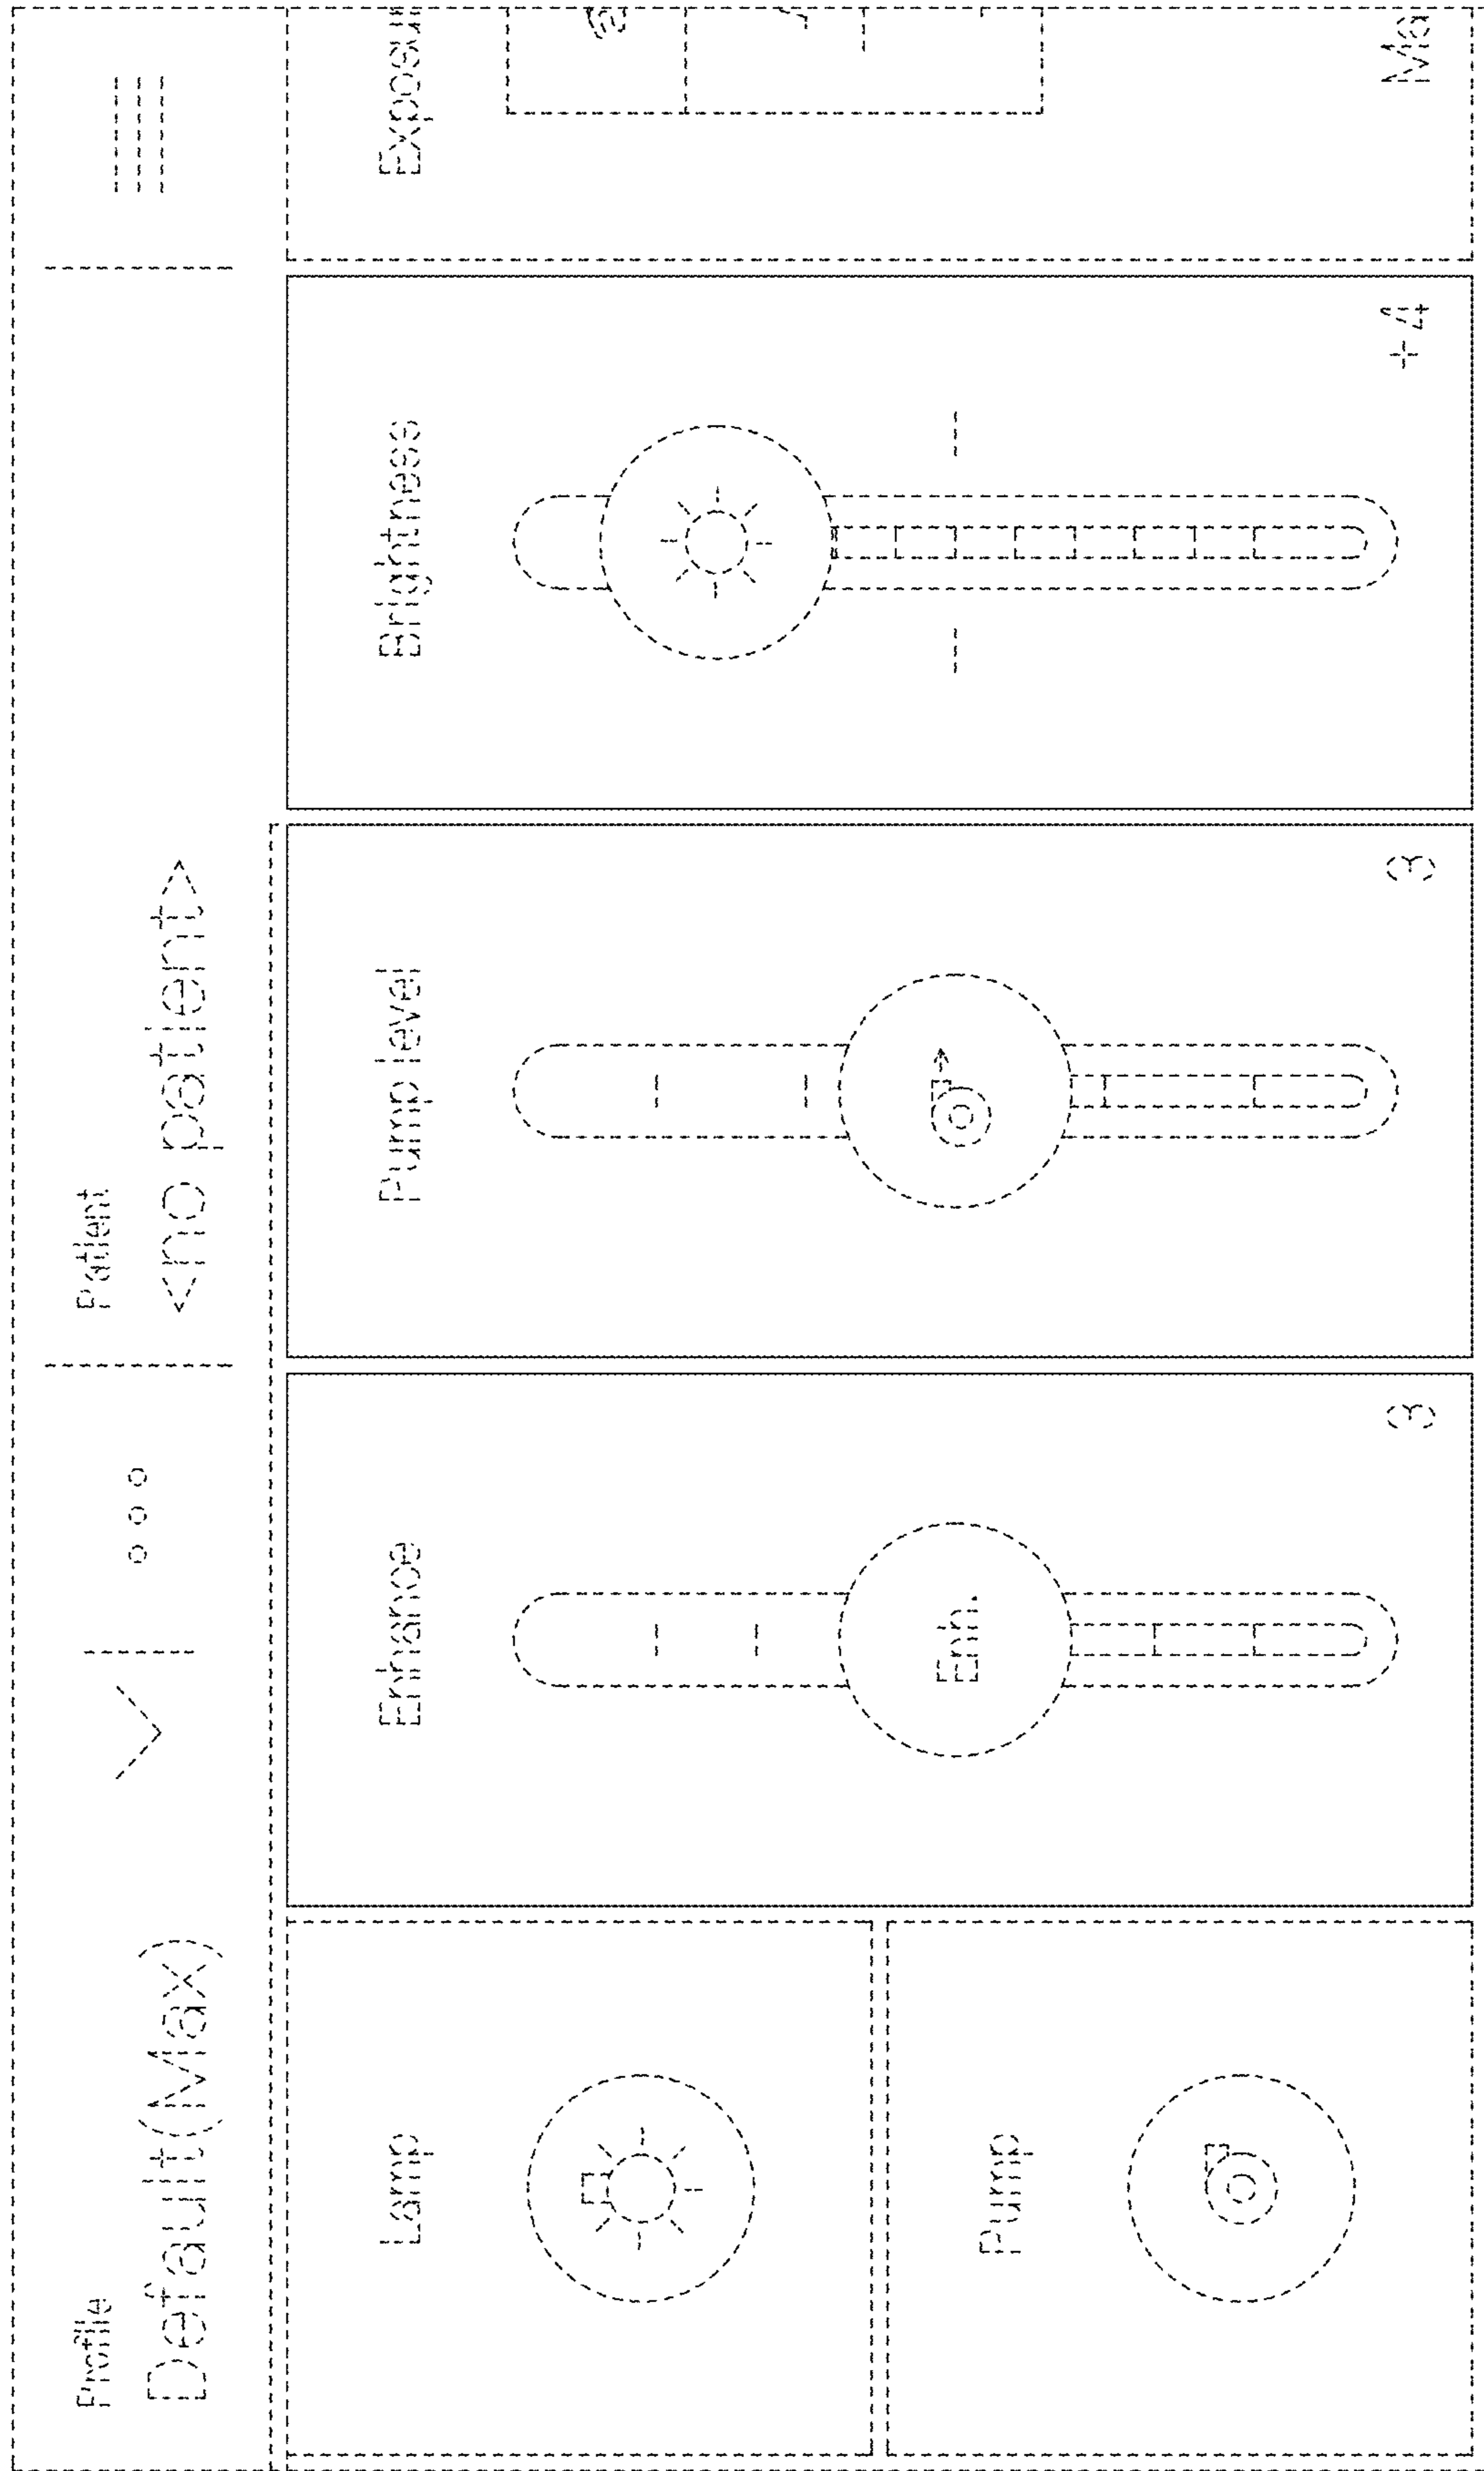 Profile
Default(Max)
Patient
<no patient>
Lamp
Pump
Enhance
Enh.
3
Pump level
3
Brightness
+4
Exposu
a
Ma